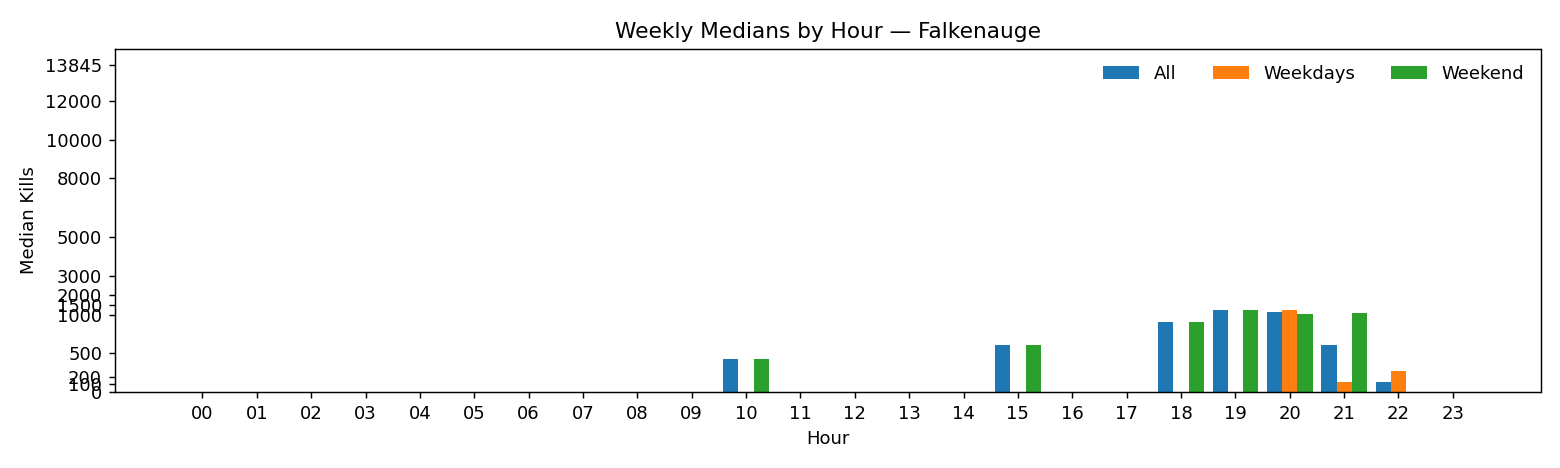 Weekly Medians by Hour — Falkenauge
All Weekdays Weekend
Median Kills
13845
12000
10000
8000
5000
3000
2000
1500
1000
500
200
100
0
00 01 02 03 04 05 06 07 08 09 10 11 12 13 14 15 16 17 18 19 20 21 22 23
Hour